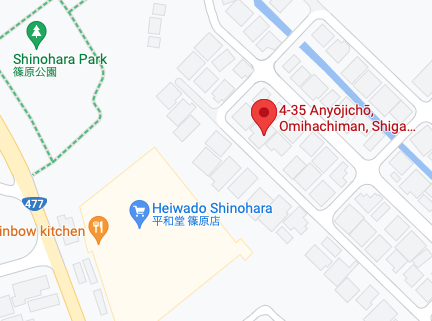 Shinohara Park
篠原公園
4-35 Anyōjichō,
Omihachiman, Shiga...
477
Heiwado Shinohara
平和堂 篠原店
inbow kitchen